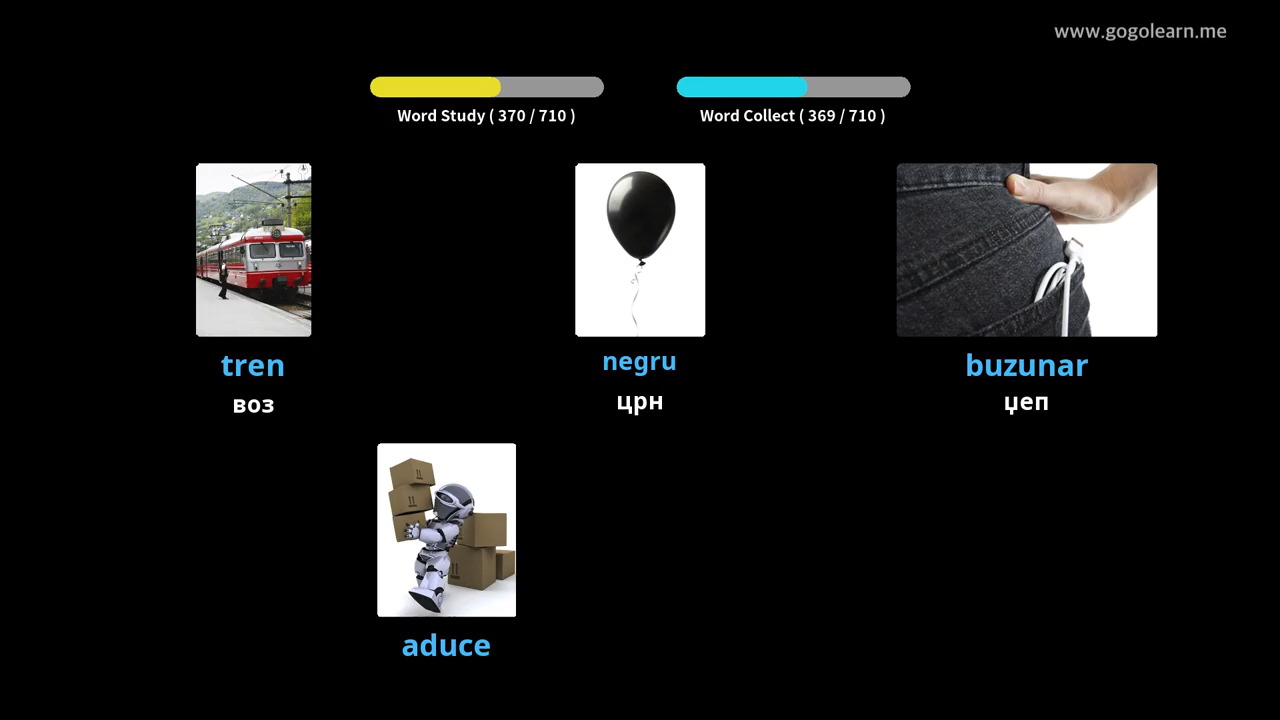 www.gogolearn.me
Word Study ( 370 / 710 )
Word Collect ( 369 / 710 )
tren
воз
negru
црн
buzunar
џеп
aduce